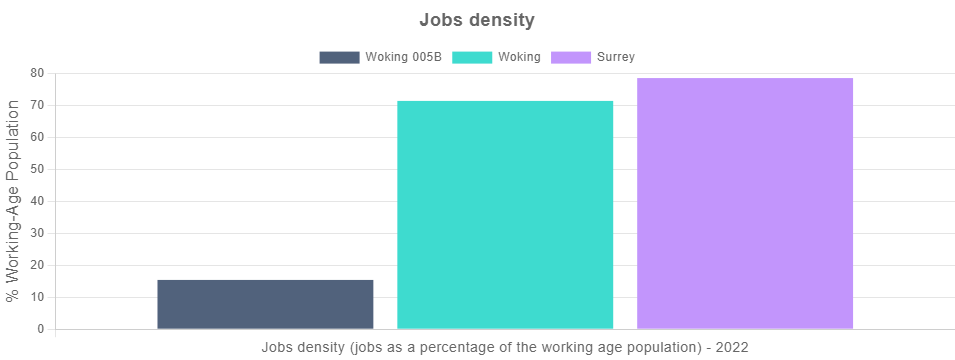 Jobs density
Woking 005B Woking Surrey
% Working-Age Population
80
70
60
50
40
30
20
10
0
Jobs density (jobs as a percentage of the working age population) - 2022